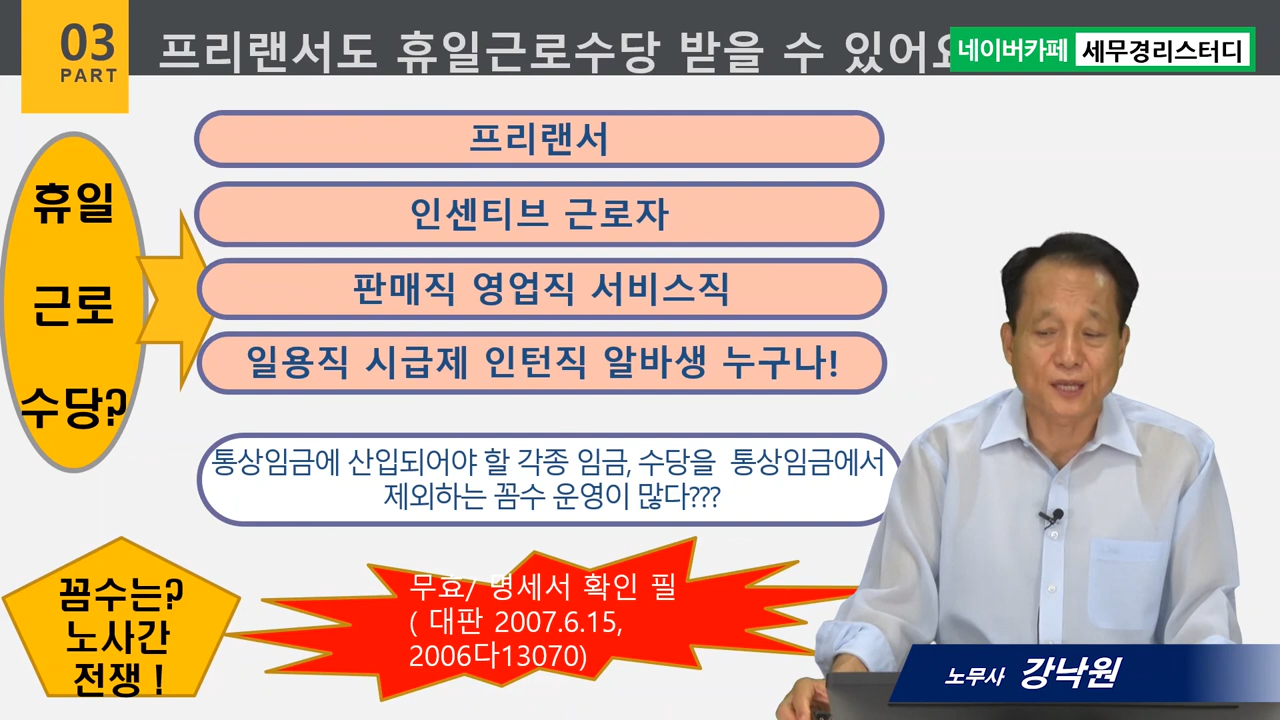 03
PART
프리랜서도 휴일근로수당 받을 수 있어요
네이버카페 세무경리스터디
휴일
근로
수당?
프리랜서
인센티브 근로자
판매직 영업직 서비스직
일용직 시급제 인턴직 알바생 누구나!
통상임금에 산입되어야 할 각종 임금, 수당을 통상임금에서
제외하는 꼼수 운영이 많다???
꼼수는?
노사간
전쟁 !
무효/ 명세서 확인 필
( 대판 2007.6.15,
2006다13070)
노무사 강낙원